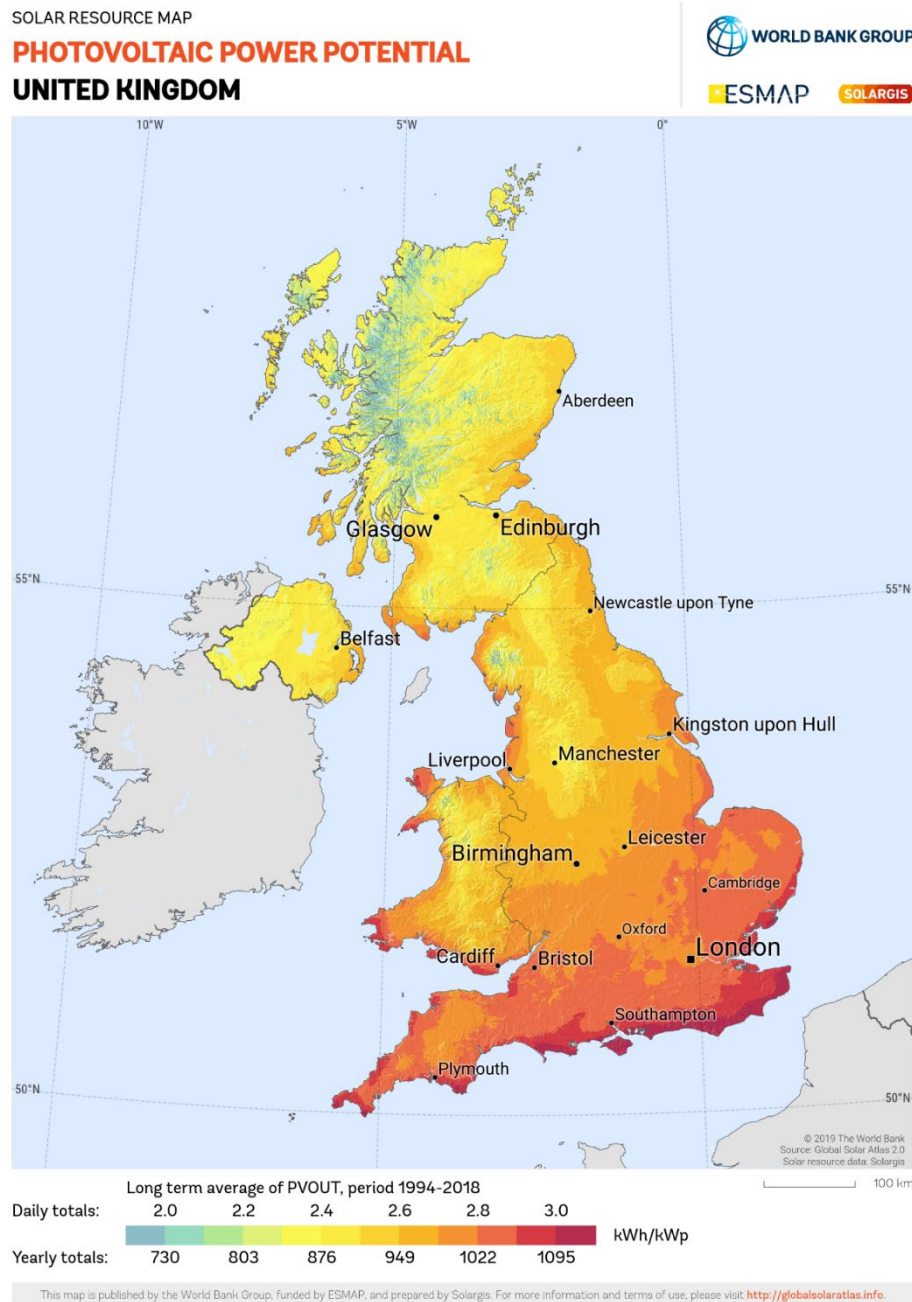 SOLAR RESOURCE MAP
PHOTOVOLTAIC POWER POTENTIAL
UNITED KINGDOM
WORLD BANK GROUP
ESMAP
SOLARGIS
10°W 5°W 0°
Aberdeen
Glasgow
Edinburgh
55°N
55°N
Newcastle upon Tyne
Belfast
Kingston upon Hull
Liverpool
Manchester
Leicester
Birmingham
Cambridge
Oxford
London
Cardiff
Bristol
Southampton
Plymouth
50°N
50°N
© 2019 The World Bank
Source: Global Solar Atlas 2.0
Solar resource data: Solargis
100 km
Long term average of PVOUT, period 1994-2018
Daily totals: 2.0 2.2 2.4 2.6 2.8 3.0
kWh/kWp
Yearly totals: 730 803 876 949 1022 1095
This map is published by the World Bank Group, funded by ESMAP, and prepared by Solargis. For more information and terms of use, please visit http://globalsolaratlas.info.